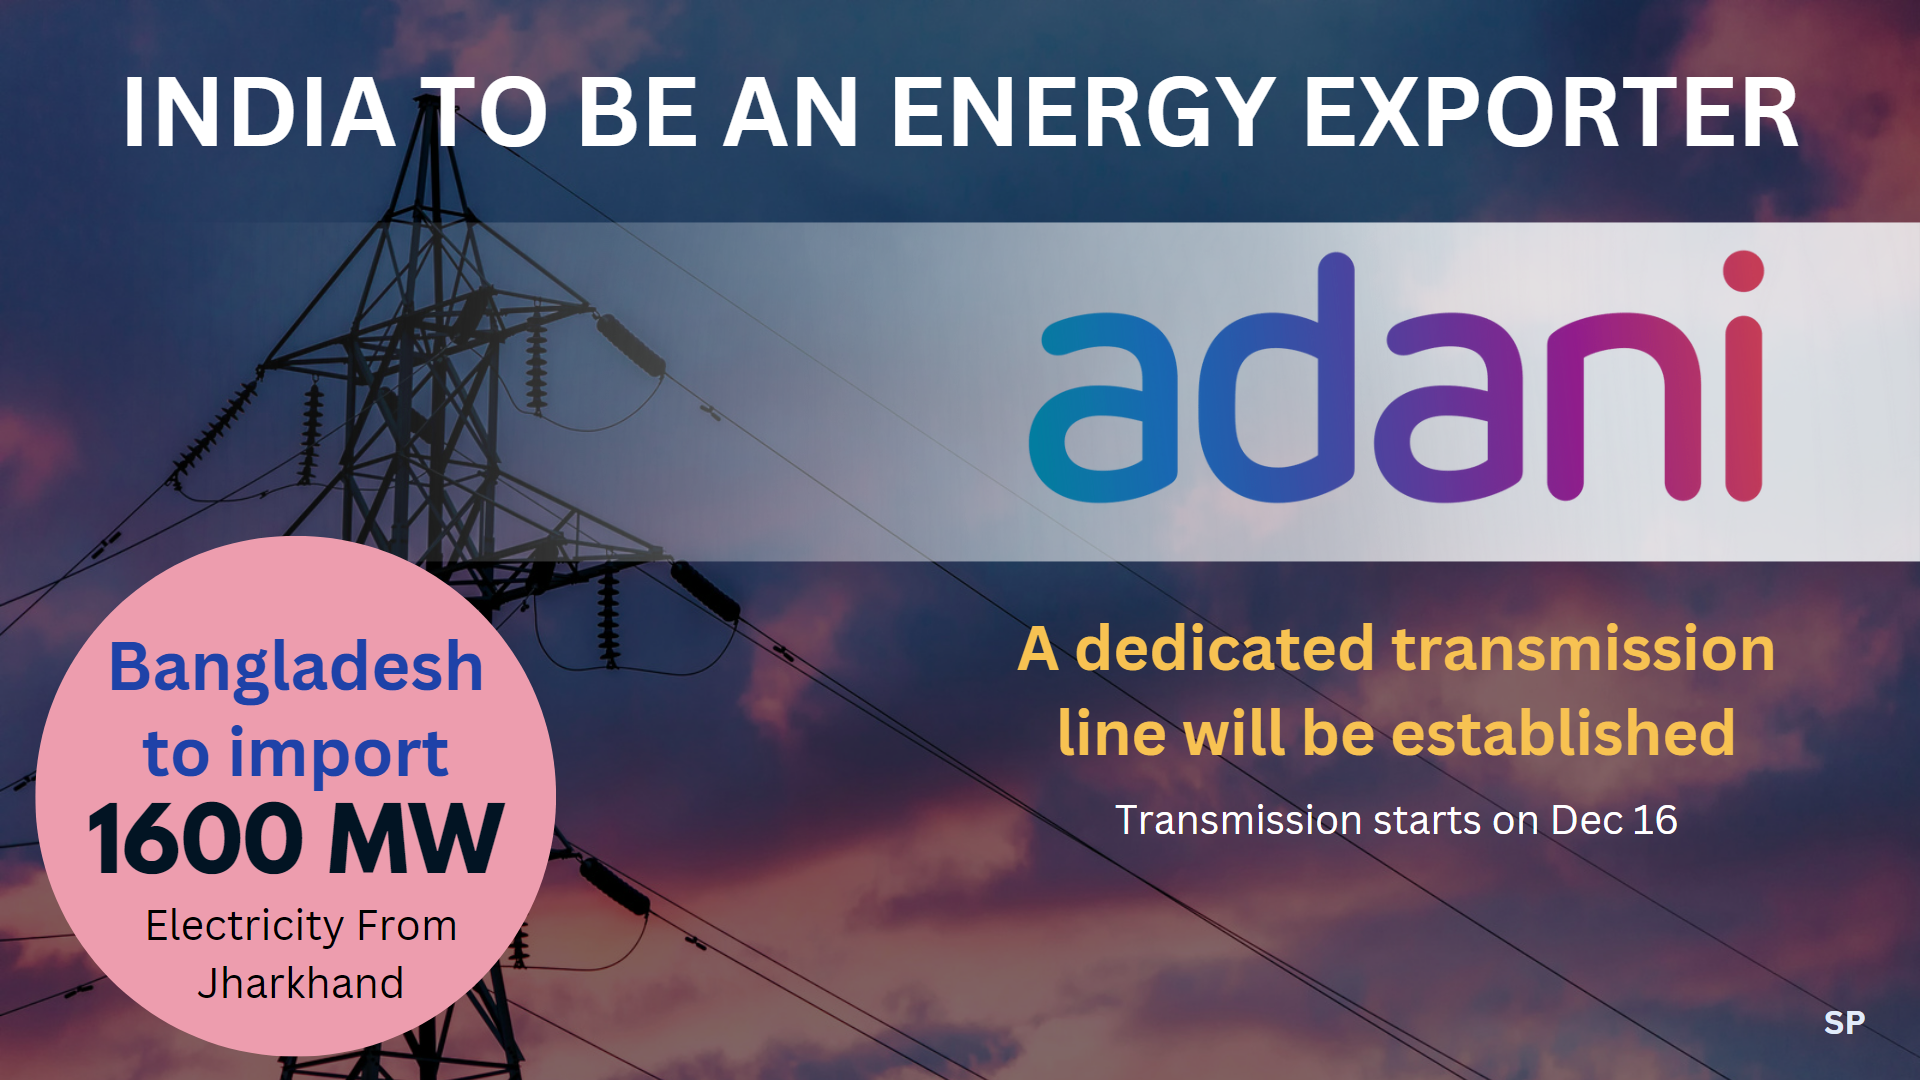 INDIA TO BE AN ENERGY EXPORTER
adani
A dedicated transmission
line will be established
Transmission starts on Dec 16
Bangladesh
to import
1600 MW
Electricity From
Jharkhand
SP